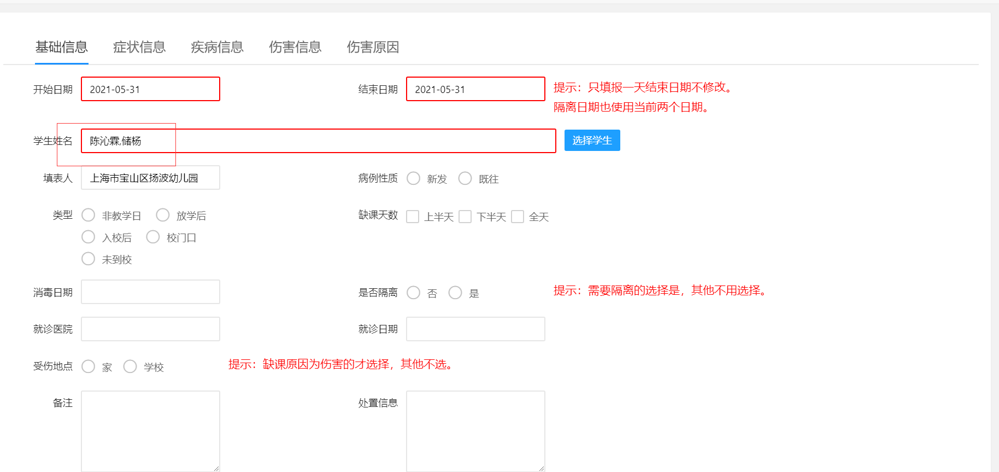 基础信息 症状信息 疾病信息 伤害信息 伤害原因
开始日期 2021-05-31 结束日期 2021-05-31 提示：只填报一天结束日期不修改。
隔离日期也使用当前两个日期。
学生姓名 陈沁霖,储杨 选择学生
填表人 上海市宝山区扬波幼儿园 病例性质 新发 既往
类型 非教学日 放学后 缺课天数 上半天 下半天 全天
入校后 校门口
未到校
消毒日期 是否隔离 否 是 提示：需要隔离的选择是，其他不用选择。
就诊医院 就诊日期
受伤地点 家 学校 提示：缺课原因为伤害的才选择，其他不选。
备注 处置信息